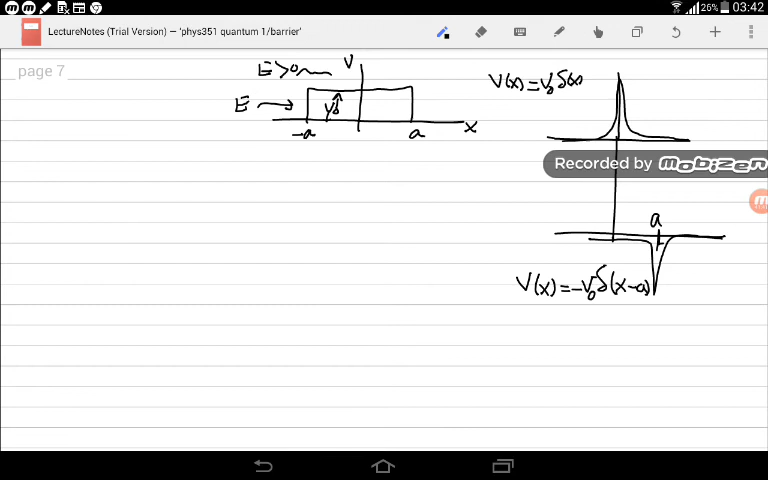 26% 03:42
LectureNotes (Trial Version) — 'phys351 quantum 1/barrier'
page 7
E>0
V
V(x)=V₀δ(x)
E
V₀
-a
a
x
Recorded by mobizen
a
V(x)=-V₀δ(x-a)